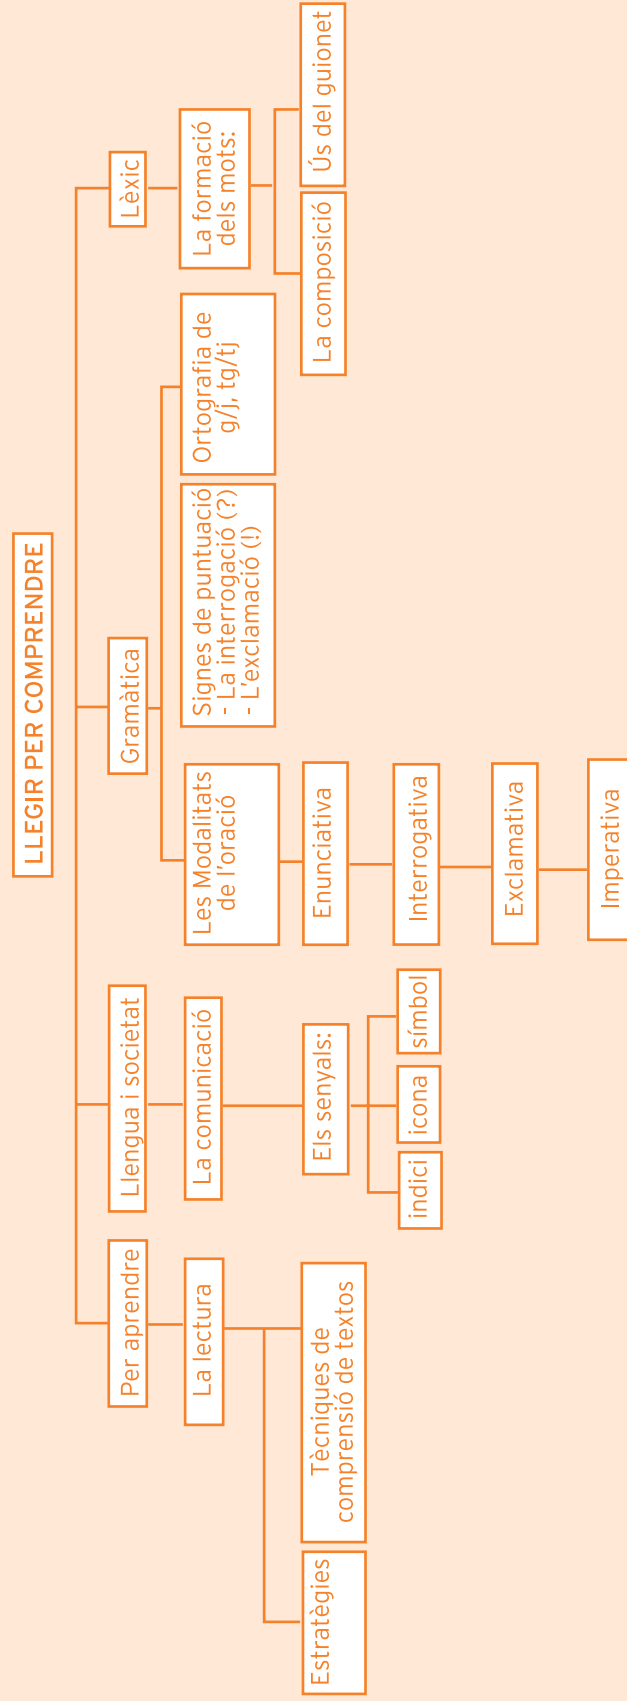 LLEGIR PER COMPRENDRE
Per aprendre
Llengua i societat
Gramàtica
Lèxic
La lectura
La comunicació
Les Modalitats
de l'oració
Signes de puntuació
- La interrogació (?)
- L'exclamació (!)
Ortografia de
g/j, tg/tj
La formació
dels mots:
Estratègies
Tècniques de
comprensió de textos
Els senyals:
Enunciativa
La composició
Ús del guionet
indici
icona
símbol
Interrogativa
Exclamativa
Imperativa